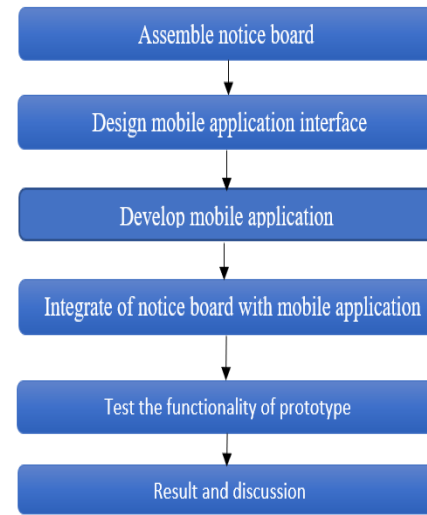 Assemble notice board
Design mobile application interface
Develop mobile application
Integrate of notice board with mobile application
Test the functionality of prototype
Result and discussion